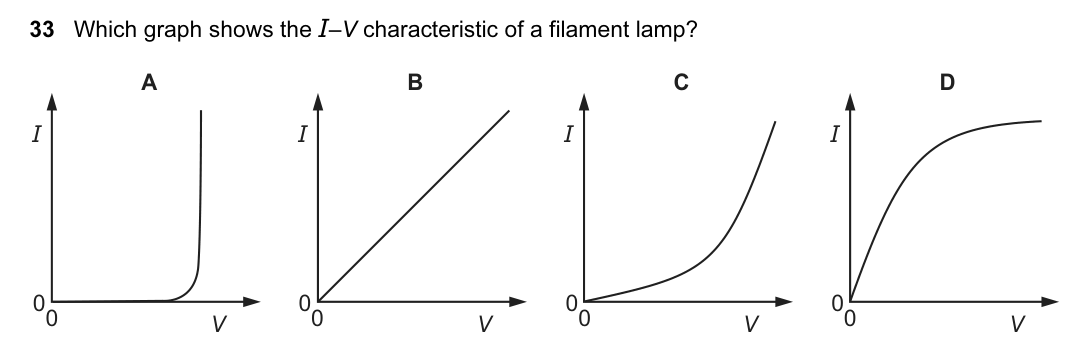 33 Which graph shows the I–V characteristic of a filament lamp?
A
B
C
D
I
I
I
I
0
0
0
0
0
V
0
V
0
V
0
V